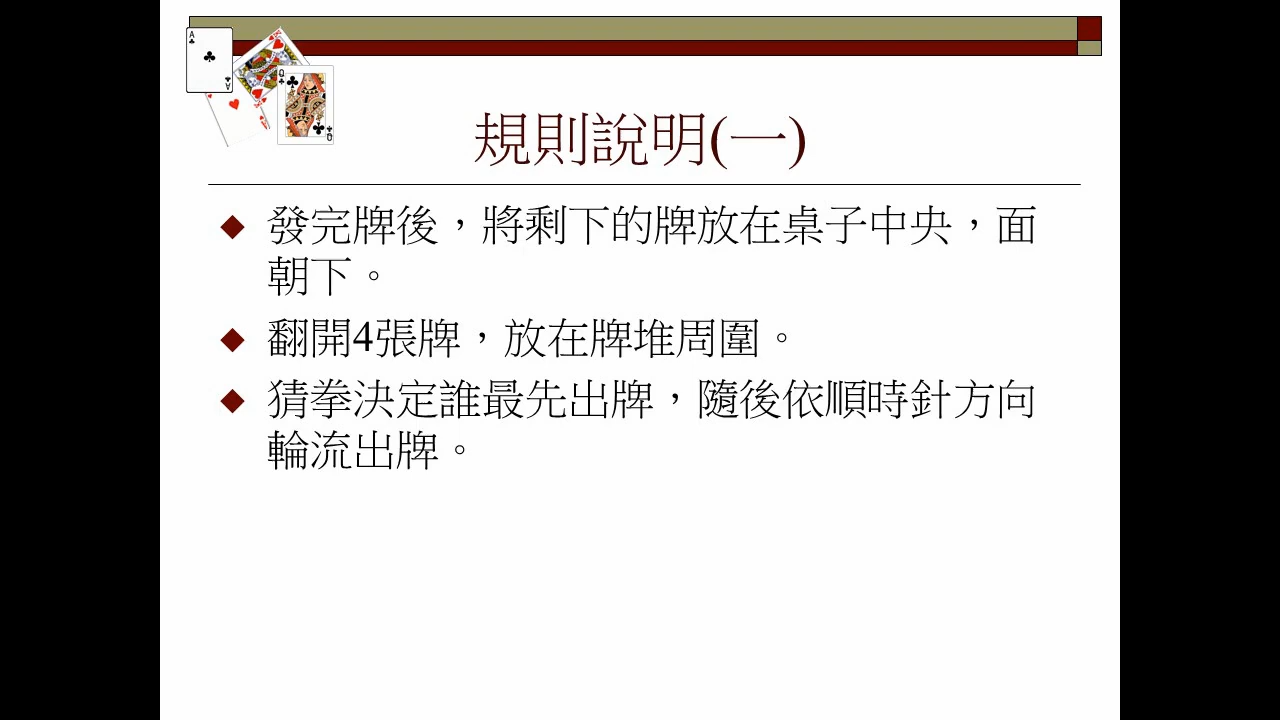 規則說明(一)
發完牌後，將剩下的牌放在桌子中央，面
朝下。
翻開4張牌，放在牌堆周圍。
猜拳決定誰最先出牌，隨後依順時針方向
輪流出牌。
A
A
K
Q
Q